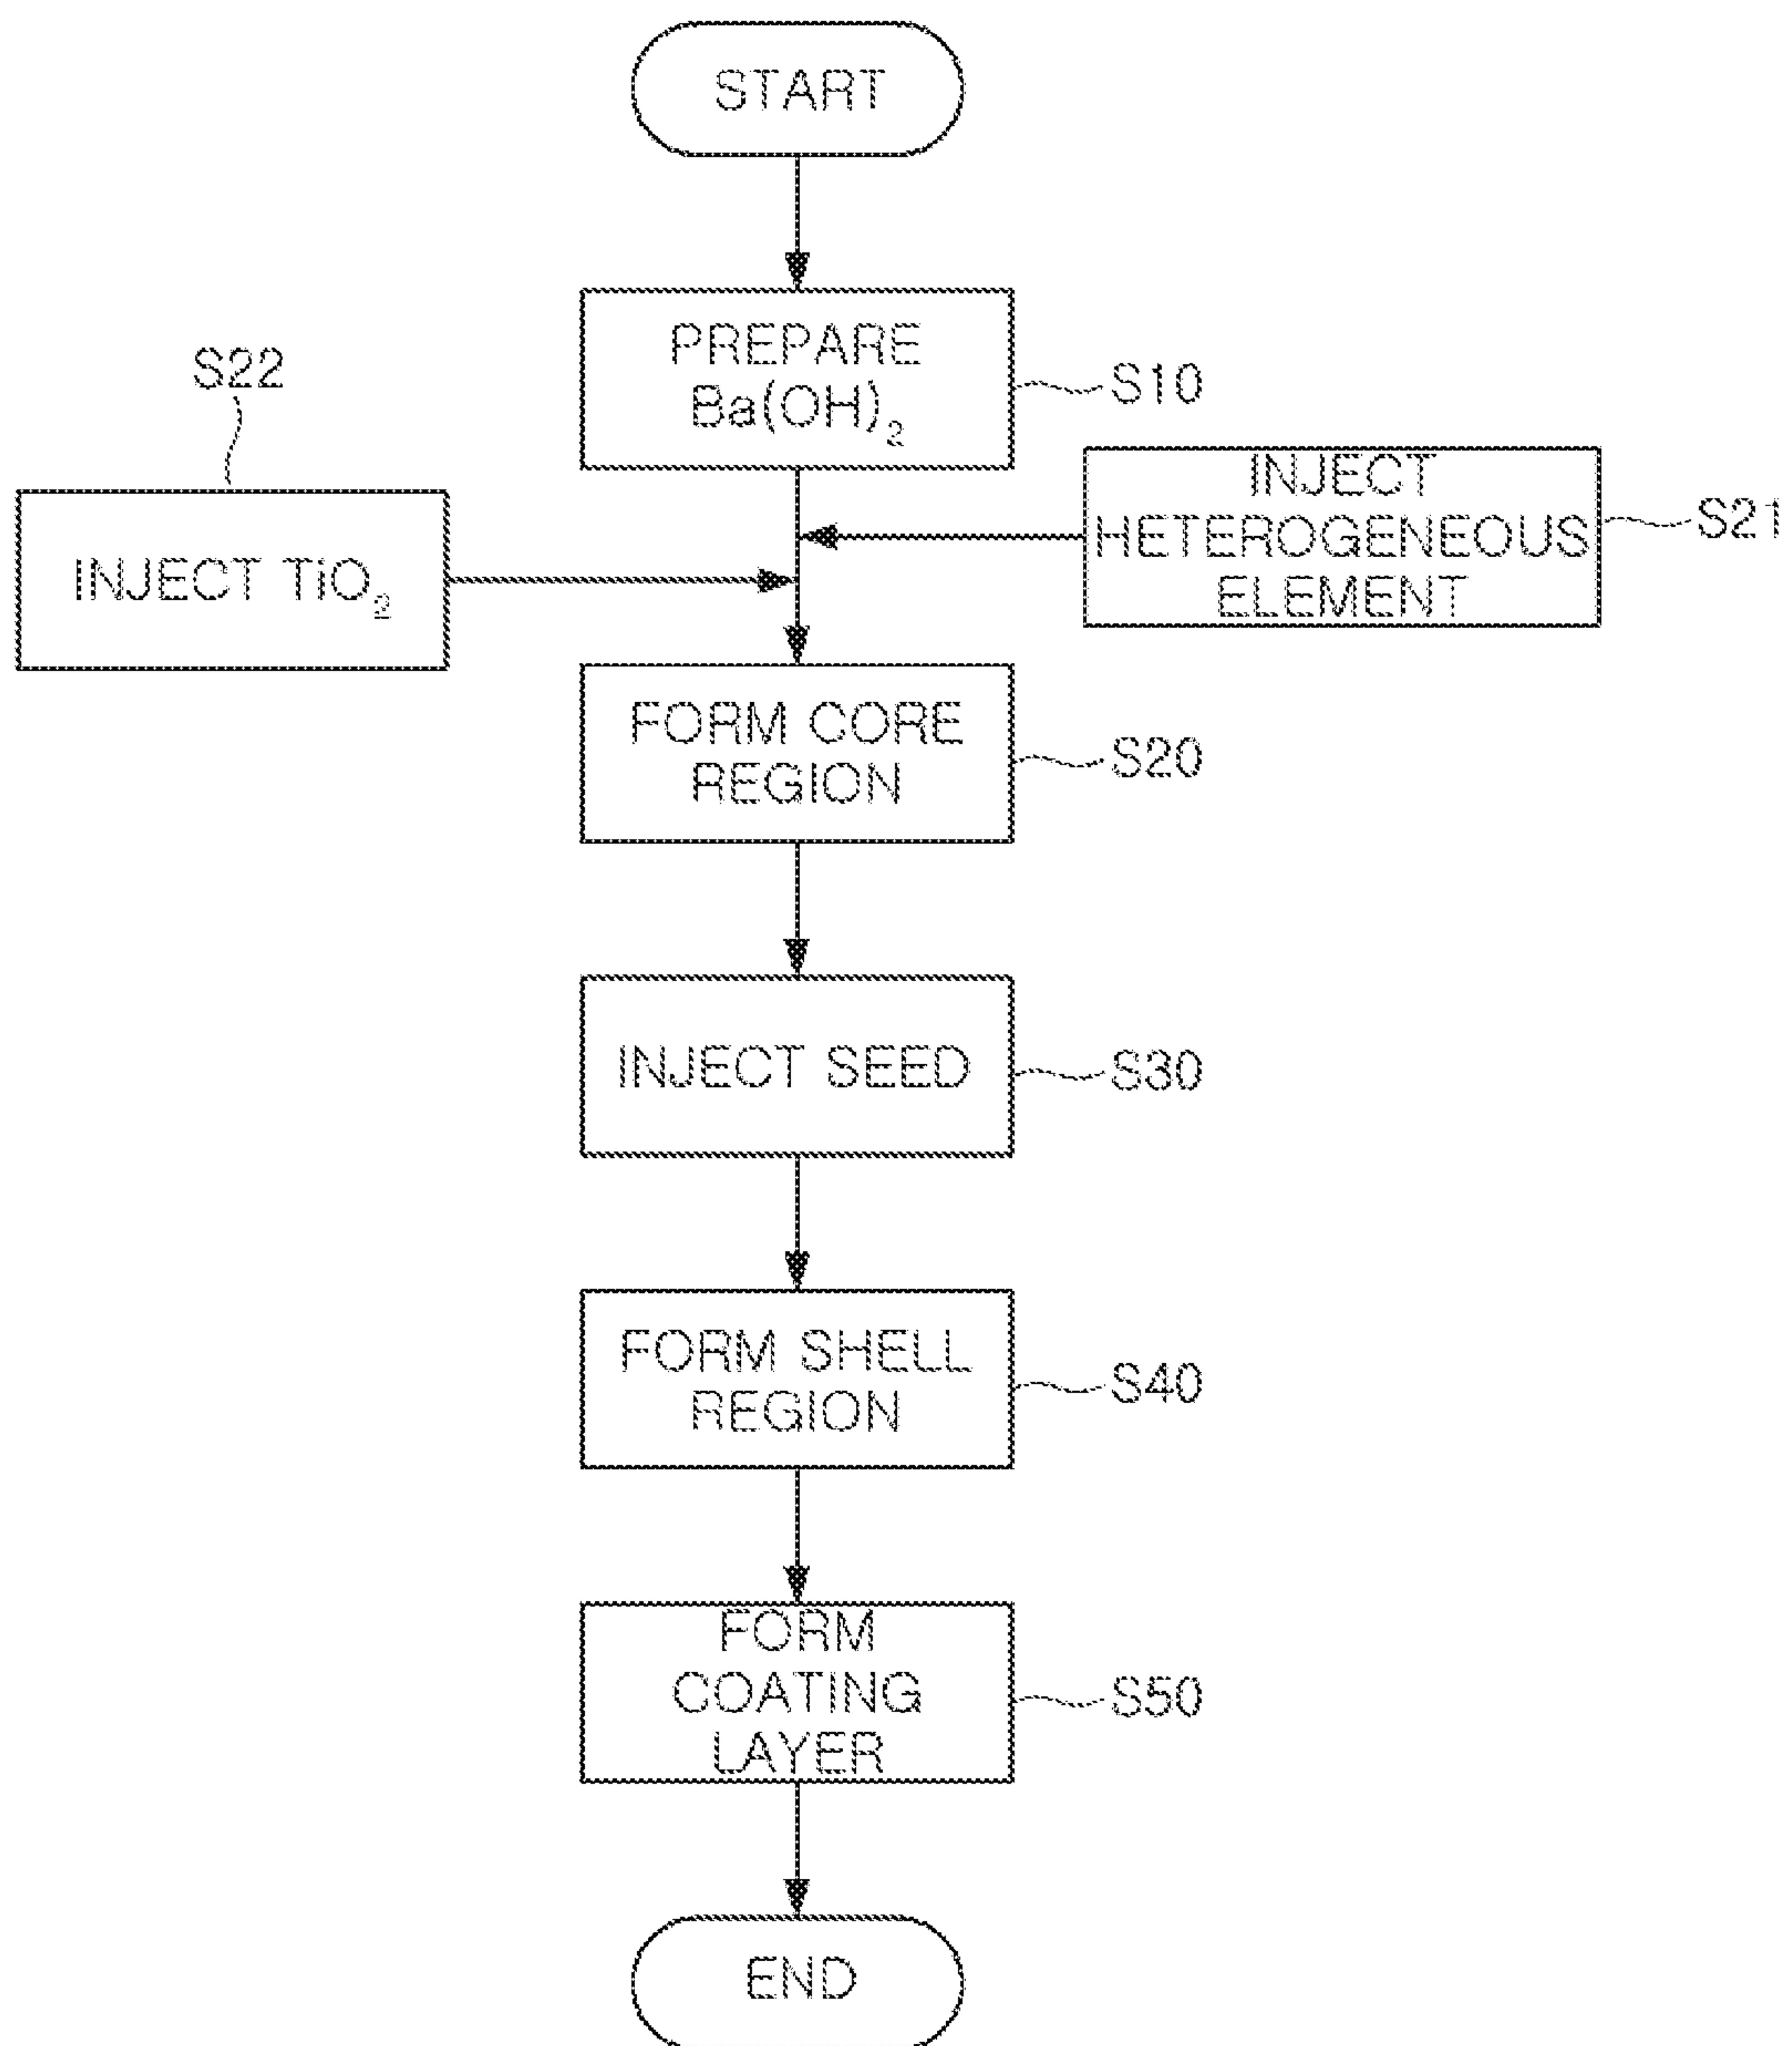 START
PREPARE
Ba(OH)₂
S10
S22
INJECT TiO₂
INJECT
HETEROGENEOUS
ELEMENT
S21
FORM CORE
REGION
S20
INJECT SEED
S30
FORM SHELL
REGION
S40
FORM
COATING
LAYER
S50
END